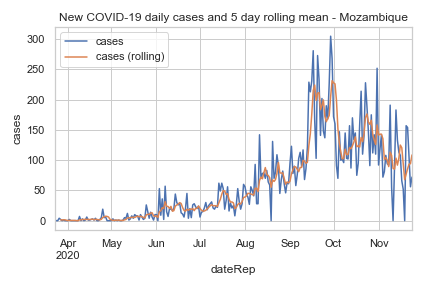 New COVID-19 daily cases and 5 day rolling mean - Mozambique
cases
cases (rolling)
300
250
200
150
100
50
0
cases
Apr
2020
May
Jun
Jul
Aug
Sep
Oct
Nov
dateRep